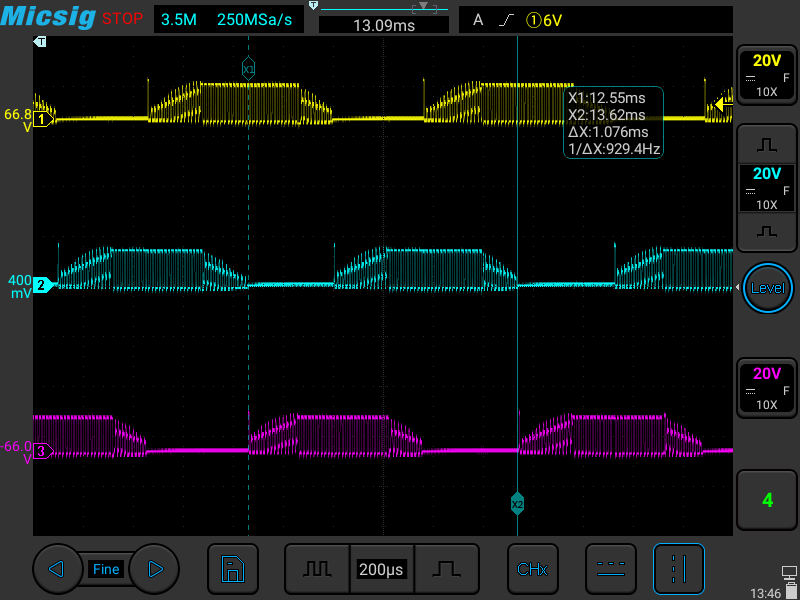 Micsig STOP 3.5M 250MSa/s T 13.09ms A ①6V
T
X1
20V
F
10X
66.8
V
1
X1:12.55ms
X2:13.62ms
ΔX:1.076ms
1/ΔX:929.4Hz
20V
F
10X
400
mV
2
Level
20V
F
10X
-66.0
V
3
X2
4
Fine
200µs
CHx
13:46